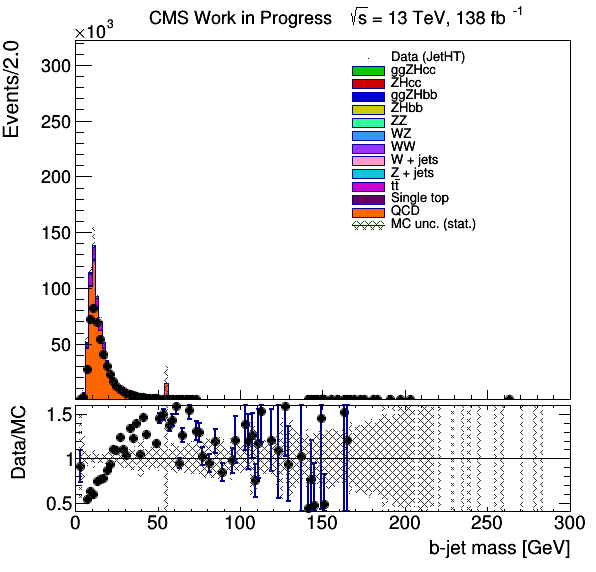 CMS Work in Progress √s = 13 TeV, 138 fb⁻¹
×10³
Events/2.0
300
250
200
150
100
50
Data (JetHT)
ggZHcc
ZHcc
ggZHbb
ZHbb
ZZ
WZ
WW
W + jets
Z + jets
tt̄
Single top
QCD
MC unc. (stat.)
Data/MC
1.5
1
0.5
0 50 100 150 200 250 300
b-jet mass [GeV]